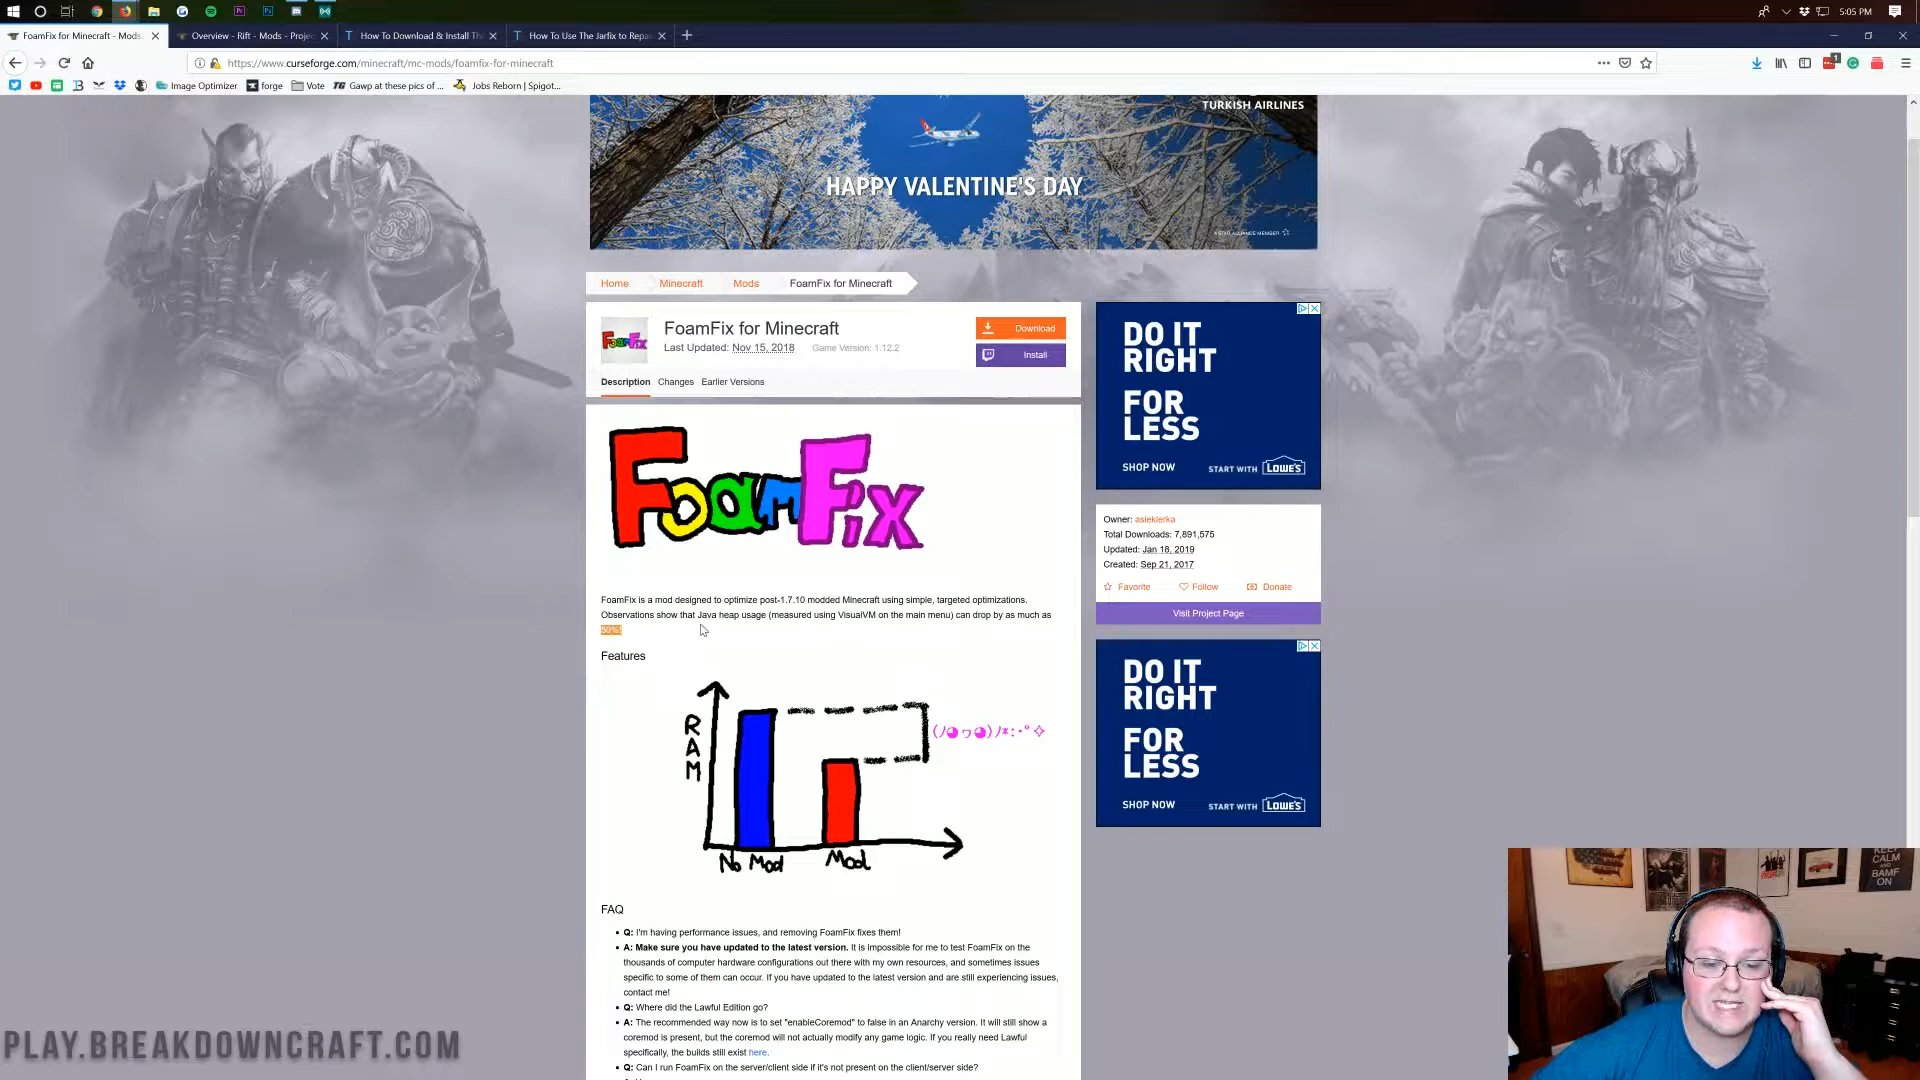 5:05 PM
FoamFix for Minecraft - Mods
Overview - Rift - Mods - Projec
How To Download & Install The
How To Use The Jarfix to Repa
https://www.curseforge.com/minecraft/mc-mods/foamfix-for-minecraft
Image Optimizer
forge
Vote
Gawp at these pics of ...
Jobs Reborn | Spigot...
TURKISH AIRLINES
HAPPY VALENTINE'S DAY
A STAR ALLIANCE MEMBER
Home
Minecraft
Mods
FoamFix for Minecraft
FoamFix
FoamFix for Minecraft
Last Updated: Nov 15, 2018 Game Version: 1.12.2
Download
Install
Description Changes Earlier Versions
FoamFix
FoamFix is a mod designed to optimize post-1.7.10 modded Minecraft using simple, targeted optimizations.
Observations show that Java heap usage (measured using VisualVM on the main menu) can drop by as much as
50%!
Features
RAM
(ﾉ◕ヮ◕)ﾉ*:･ﾟ✧
No Mod
Mod
FAQ
Q: I'm having performance issues, and removing FoamFix fixes them!
A: Make sure you have updated to the latest version. It is impossible for me to test FoamFix on the
thousands of computer hardware configurations out there with my own resources, and sometimes issues
specific to some of them can occur. If you have updated to the latest version and are still experiencing issues,
contact me!
Q: Where did the Lawful Edition go?
A: The recommended way now is to set "enableCoremod" to false in an Anarchy version. It will still show a
coremod is present, but the coremod will not actually modify any game logic. If you really need Lawful
specifically, the builds still exist here.
Q: Can I run FoamFix on the server/client side if it's not present on the client/server side?
DO IT
RIGHT
FOR
LESS
SHOP NOW
START WITH LOWE'S
Owner: asiekierka
Total Downloads: 7,891,575
Updated: Jan 18, 2019
Created: Sep 21, 2017
Favorite
Follow
Donate
Visit Project Page
DO IT
RIGHT
FOR
LESS
SHOP NOW
START WITH LOWE'S
KEEP
CALM
AND
BAMF
ON
PLAY.BREAKDOWNCRAFT.COM